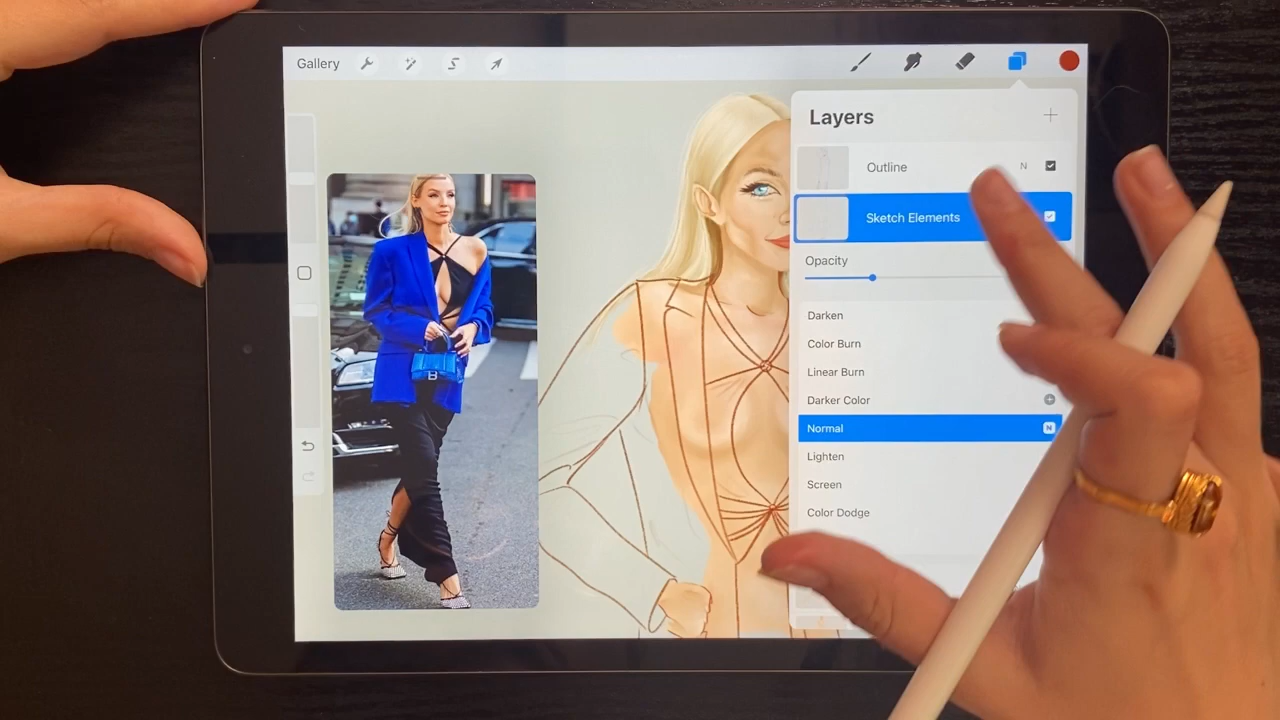 Gallery
Layers
Outline N
Sketch Elements
Opacity
Darken
Color Burn
Linear Burn
Darker Color
Normal N
Lighten
Screen
Color Dodge
B